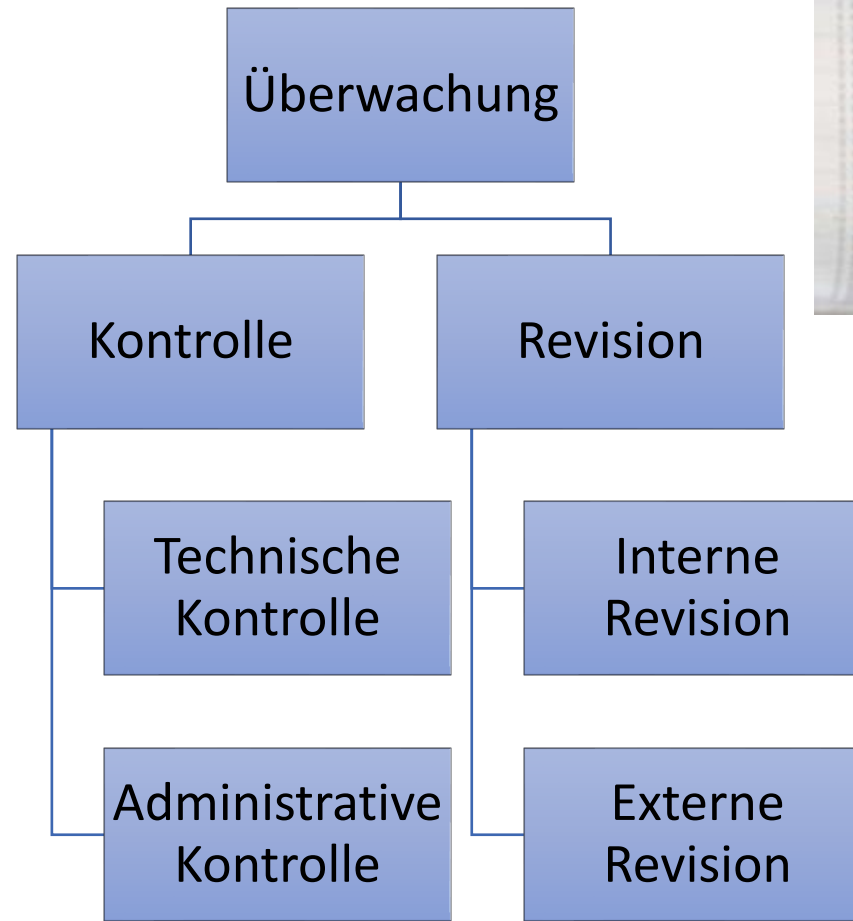 Überwachung
Kontrolle
Revision
Technische
Kontrolle
Interne
Revision
Administrative
Kontrolle
Externe
Revision